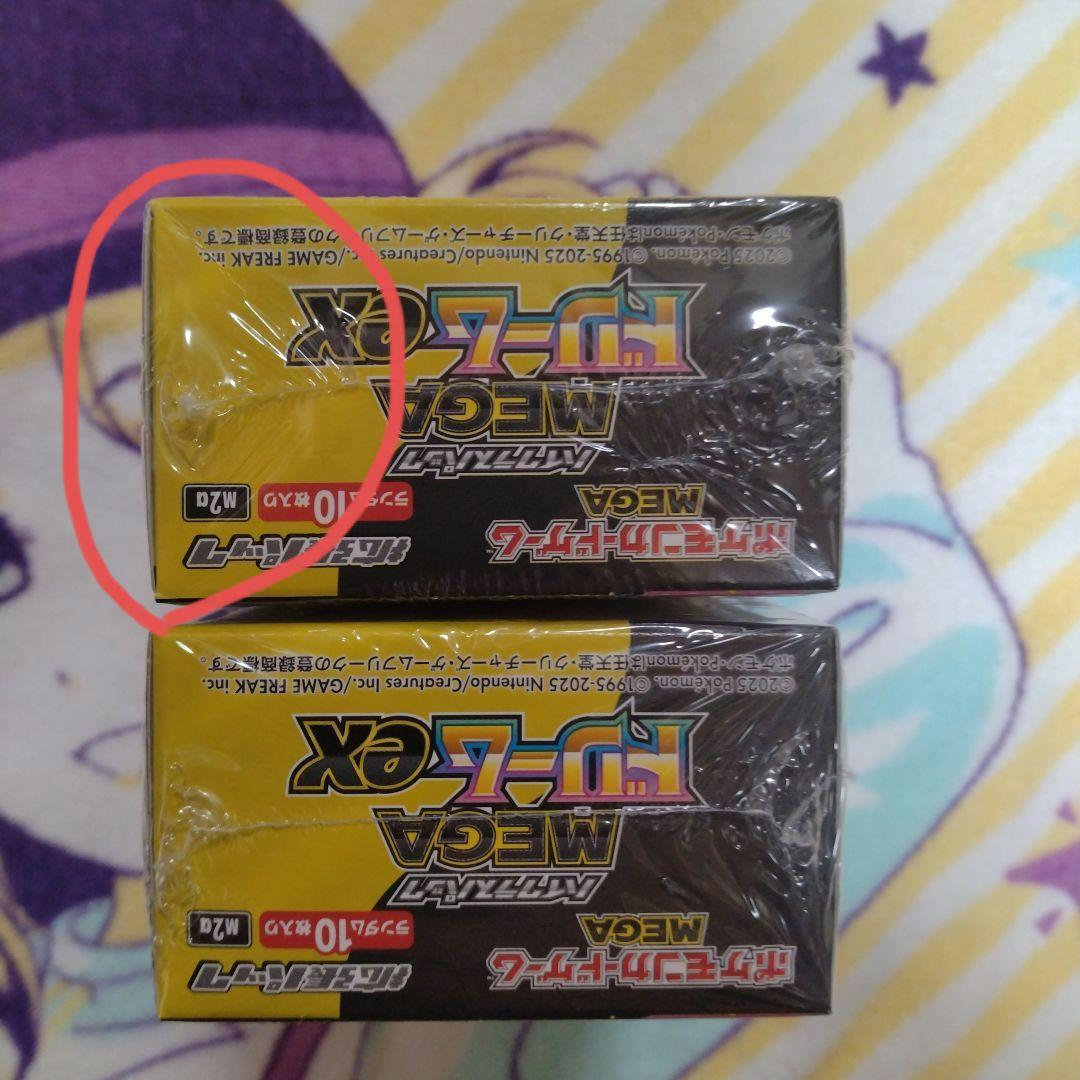 ポケモンカードゲーム
MEGA
拡張パック
ランダム10枚入り
M2a
ハイクラスパック
MEGA
ドリームex
©2025 Pokémon. ©1995-2025 Nintendo/Creatures Inc./GAME FREAK inc.
ポケモン・Pokémonは任天堂・クリーチャーズ・ゲームフリークの登録商標です。
ポケモンカードゲーム
MEGA
拡張パック
ランダム10枚入り
M2a
ハイクラスパック
MEGA
ドリームex
©2025 Pokémon. ©1995-2025 Nintendo/Creatures Inc./GAME FREAK inc.
ポケモン・Pokémonは任天堂・クリーチャーズ・ゲームフリークの登録商標です。